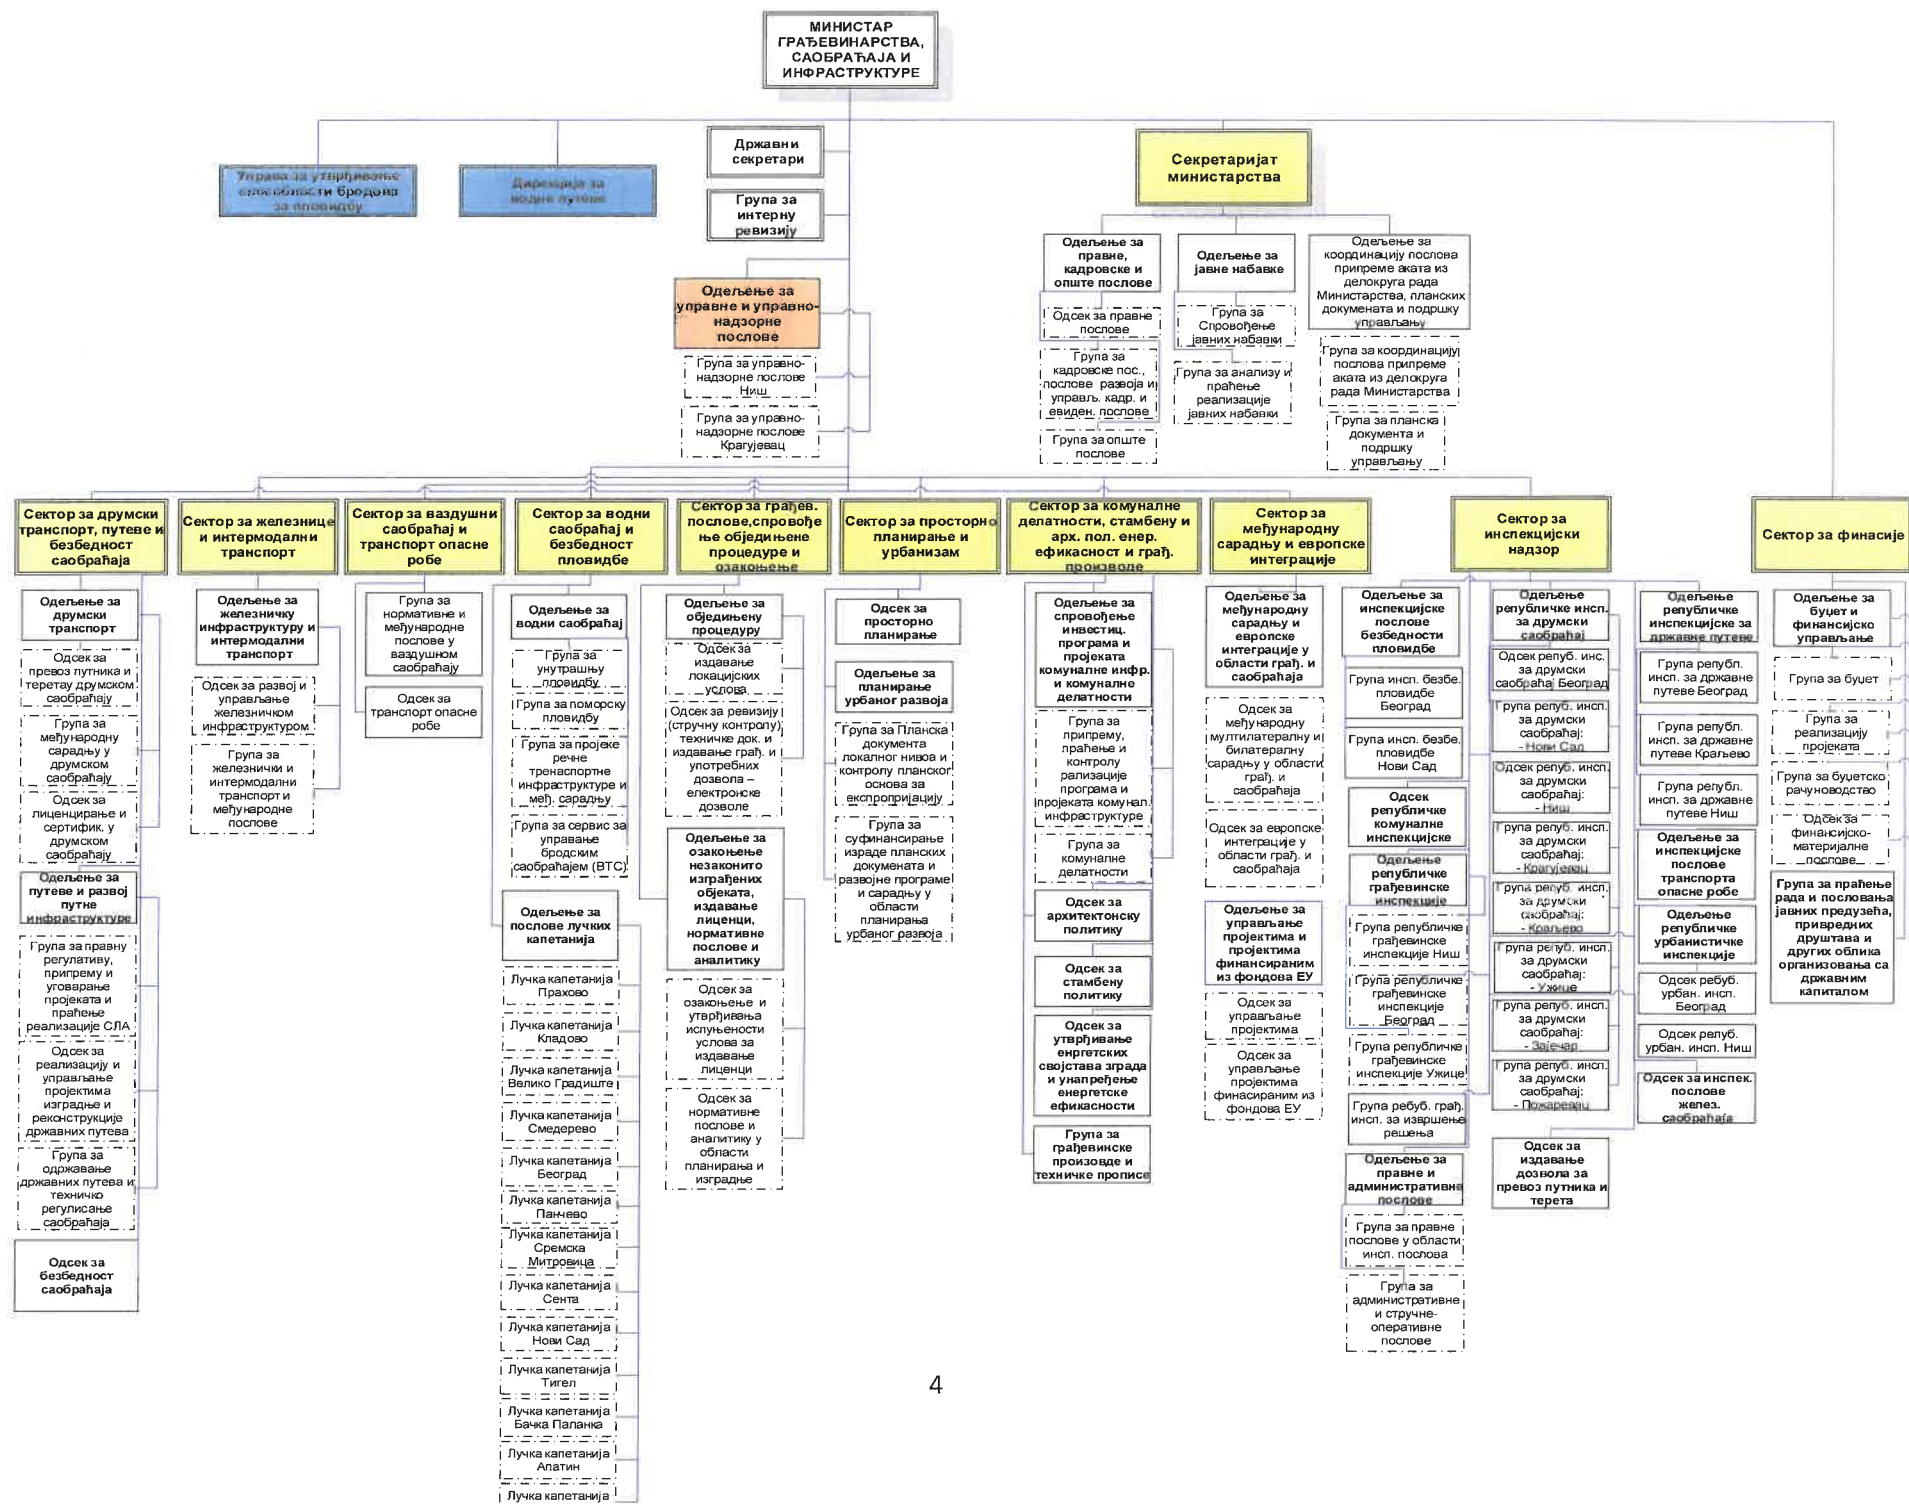 МИНИСТАР
ГРАЂЕВИНАРСТВА,
САОБРАЋАЈА И
ИНФРАСТРУКТУРЕ
Управа за утврђивање
способности бродова
за пловидбу
Дирекција за
водне путеве
Државни
секретари
Група за
интерну
ревизију
Секретаријат
министарства
Одељење за
управне и управно-
надзорне
послове
Група за управно-
надзорне послове
Ниш
Група за управно-
надзорне послове
Крагујевац
Одељење за
правне,
кадровске и
опште послове
Одсек за правне
послове
Група за
кадровске пос.,
послове развоја и
управљ. кадр. и
евиден. послове
Група за опште
послове
Одељење за
јавне набавке
Група за
Спровођење
јавних набавки
Група за анализу и
праћење
реализације
јавних набавки
Одељење за
координацију послова
припреме аката из
делокруга рада
Министарства, планских
докумената и подршку
управљању
Група за координацију
послова припреме
аката из делокруга
рада Министарства
Група за планска
документа и
подршку
управљању
Сектор за друмски
транспорт, путеве и
безбедност
саобраћаја
Одељење за
друмски
транспорт
Одсек за
превоз путника и
теретау друмском
саобраћају
Група за
међународну
сарадњу у
друмском
саобраћају
Одсек за
лиценцирање и
сертифик. у
друмском
саобраћају
Одељење за
путеве и развој
путне
инфраструктуре
Група за правну
регулативу,
припрему и
уговарање
пројеката и
праћење
реализације СЛА
Одсек за
реализацију и
управљање
пројектима
изградње и
реконструкције
државних путева
Група за
одржавање
државних путева и
техничко
регулисање
саобраћаја
Одсек за
безбедност
саобраћаја
Сектор за железнице
и интермодални
транспорт
Одељење за
железничку
инфраструктуру и
интермодални
транспорт
Одсек за развој и
управљање
железничком
инфраструктуром
Група за
железнички и
интермодални
транспорт и
међународне
послове
Сектор за ваздушни
саобраћај и
транспорт опасне
робе
Група за
нормативне и
међународне
послове у
ваздушном
саобраћају
Одсек за
транспорт опасне
робе
Сектор за водни
саобраћај и
безбедност
пловидбе
Одељење за
водни саобраћај
Група за
унутрашњу
пловидбу
Група за поморску
пловидбу
Група за пројеке
речне
тренаспортне
инфраструктуре и
међ. сарадњу
Група за сервис за
управање
бродским
саобраћајем (ВТС)
Одељење за
послове лучких
капетанија
Лучка капетанија
Прахово
Лучка капетанија
Кладово
Лучка капетанија
Велико Градиште
Лучка капетанија
Смедерево
Лучка капетанија
Београд
Лучка капетанија
Панчево
Лучка капетанија
Сремска
Митровица
Лучка капетанија
Сента
Лучка капетанија
Нови Сад
Лучка капетанија
Тител
Лучка капетанија
Бачка Паланка
Лучка капетанија
Апатин
Лучка капетанија
Сектор за грађев.
послове,спровође
ње обједињене
процедуре и
озакоњење
Одељење за
обједињену
процедуру
Одсек за
издавање
локацијских
услова
Одсек за ревизију
(стручну контролу)
техничке док. и
издавање грађ. и
употребних
дозвола –
електронске
дозволе
Одељење за
озакоњење
незаконито
изграђених
објеката,
издавање
лиценци,
нормативне
послове и
аналитику
Одсек за
озакоњење и
утврђивања
испуњености
услова за
издавање
лиценци
Одсек за
нормативне
послове и
аналитику у
области
планирања и
изградње
Сектор за просторно
планирање и
урбанизам
Одсек за
просторно
планирање
Одељење за
планирање
урбаног развоја
Група за Планска
документа
локалног нивоа и
контролу планског
основа за
експропријацију
Група за
суфинансирање
израде планских
докумената и
развојне програме
и сарадњу у
области
планирања
урбаног развоја
Сектор за комуналне
делатности, стамбену и
арх. пол. енер.
ефикасност и грађ.
производе
Одељење за
спровођење
инвестиц.
програма и
пројеката
комуналне инфр.
и комуналне
делатности
Група за
припрему,
праћење и
контролу
рализације
програма и
пројеката комунал.
инфраструктуре
Група за
комуналне
делатности
Одсек за
архитектонску
политику
Одсек за
стамбену
политику
Одсек за
утврђивање
енргетских
својстава зграда
и унапређење
енергетске
ефикасности
Група за
грађевинске
произовде и
техничке прописе
Сектор за
међународну
сарадњу и европске
интеграције
Одељење за
међународну
сарадњу и
европске
интеграције у
области грађ. и
саобраћаја
Одсек за
међународну
мултилатералну и
билатералну
сарадњу у области
грађ. и
саобраћаја
Одсек за европске
интеграције у
области грађ. и
саобраћаја
Одељење за
управљање
пројектима и
пројектима
финансираним
из фондова ЕУ
Одсек за
управљање
пројектима
Одсек за
управљање
пројектима
финасираним из
фондова ЕУ
Сектор за
инспекцијски
надзор
Одељење за
инспекцијске
послове
безбедности
пловидбе
Група инсп. безбе.
пловидбе
Београд
Група инсп. безбе.
пловидбе
Нови Сад
Одсек
републичке
комуналне
инспекцијске
Одељење
републичке
грађевинске
инспекције
Група републичке
грађевинске
инспекције Ниш
Група републичке
грађевинске
инспекције
Београд
Група републичке
грађевинске
инспекције Ужице
Група ребуб. грађ.
инсп. за извршење
решења
Одељење за
правне и
административне
послове
Група за правне
послове у области
инсп. послова
Група за
административне
и стручне-
оперативне
послове
Одељење
републичке инсп.
за друмски
саобраћај
Одсек репуб. инс.
за друмски
саобраћај Београд
Група репуб. инсп.
за друмски
саобраћај:
- Нови Сад
Одсек репуб. инсп.
за друмски
саобраћај:
- Ниш
Група репуб. инсп.
за друмски
саобраћај:
- Крагујевац
Група репуб. инсп.
за друмски
саобраћај:
- Краљево
Група репуб. инсп.
за друмски
саобраћај:
- Ужице
Група репуб. инсп.
за друмски
саобраћај:
- Зајечар
Група репуб. инсп.
за друмски
саобраћај:
- Пожаревац
Одсек за
издавање
дозвола за
превоз путника и
терета
Одељење
републичке
инспекцијске за
државне путеве
Група републ.
инсп. за државне
путеве Београд
Група републ.
инсп. за државне
путеве Краљево
Група републ.
инсп. за државне
путеве Ниш
Одељење за
инспекцијске
послове
транспорта
опасне робе
Одељење
републичке
урбанистичке
инспекције
Одсек ребуб.
урбан. инсп.
Београд
Одсек репуб.
урбан. инсп. Ниш
Одсек за инспек.
послове
желез.
саобраћаја
Сектор за финасије
Одељење за
буџет и
финансијско
управљање
Група за буџет
Група за
реализацију
пројеката
Група за буџетско
рачуноводство
Одсек за
финансијско-
материјалне
послове
Група за праћење
рада и пословања
јавних предузећа,
привредних
друштава и
других облика
организовања са
државним
капиталом
4